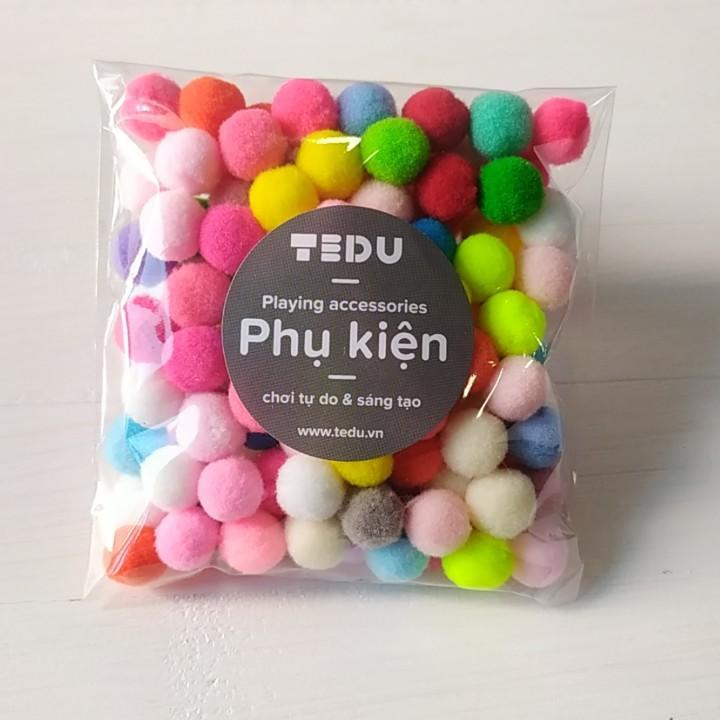 TEDU
Playing accessories
Phụ kiện
chơi tự do & sáng tạo
www.tedu.vn